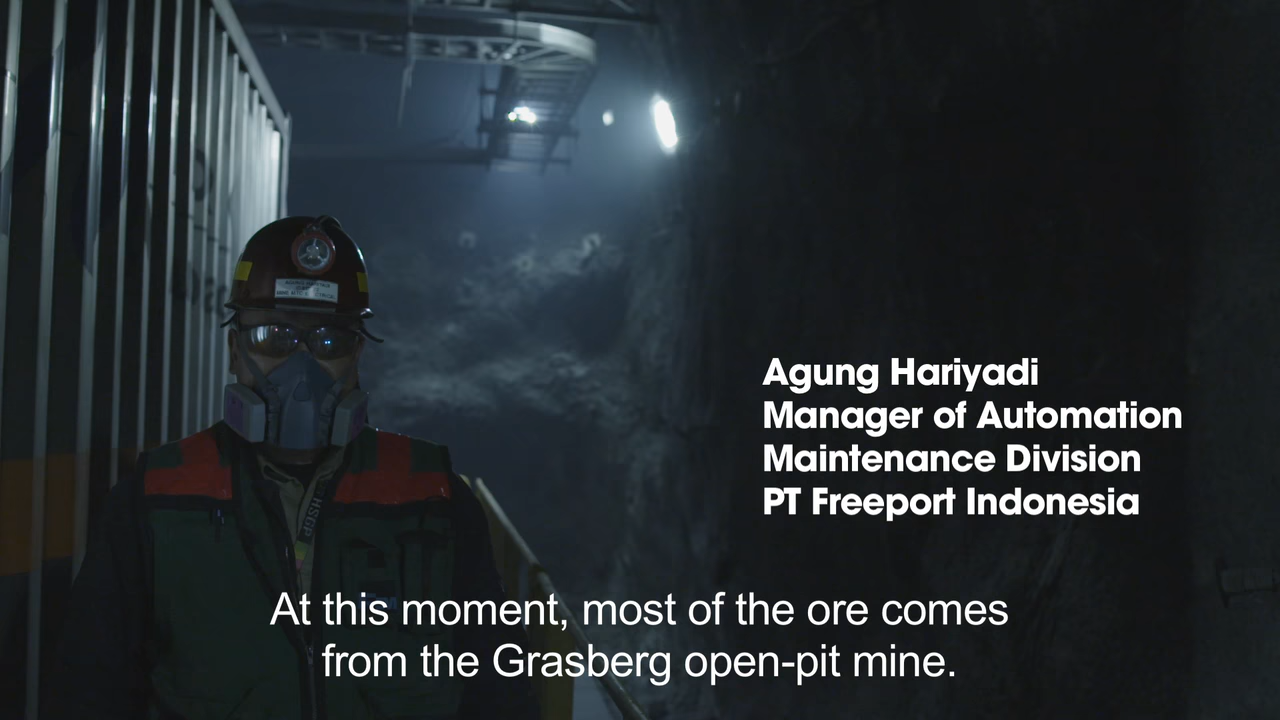 Agung Hariyadi
Manager of Automation
Maintenance Division
PT Freeport Indonesia
At this moment, most of the ore comes
from the Grasberg open-pit mine.